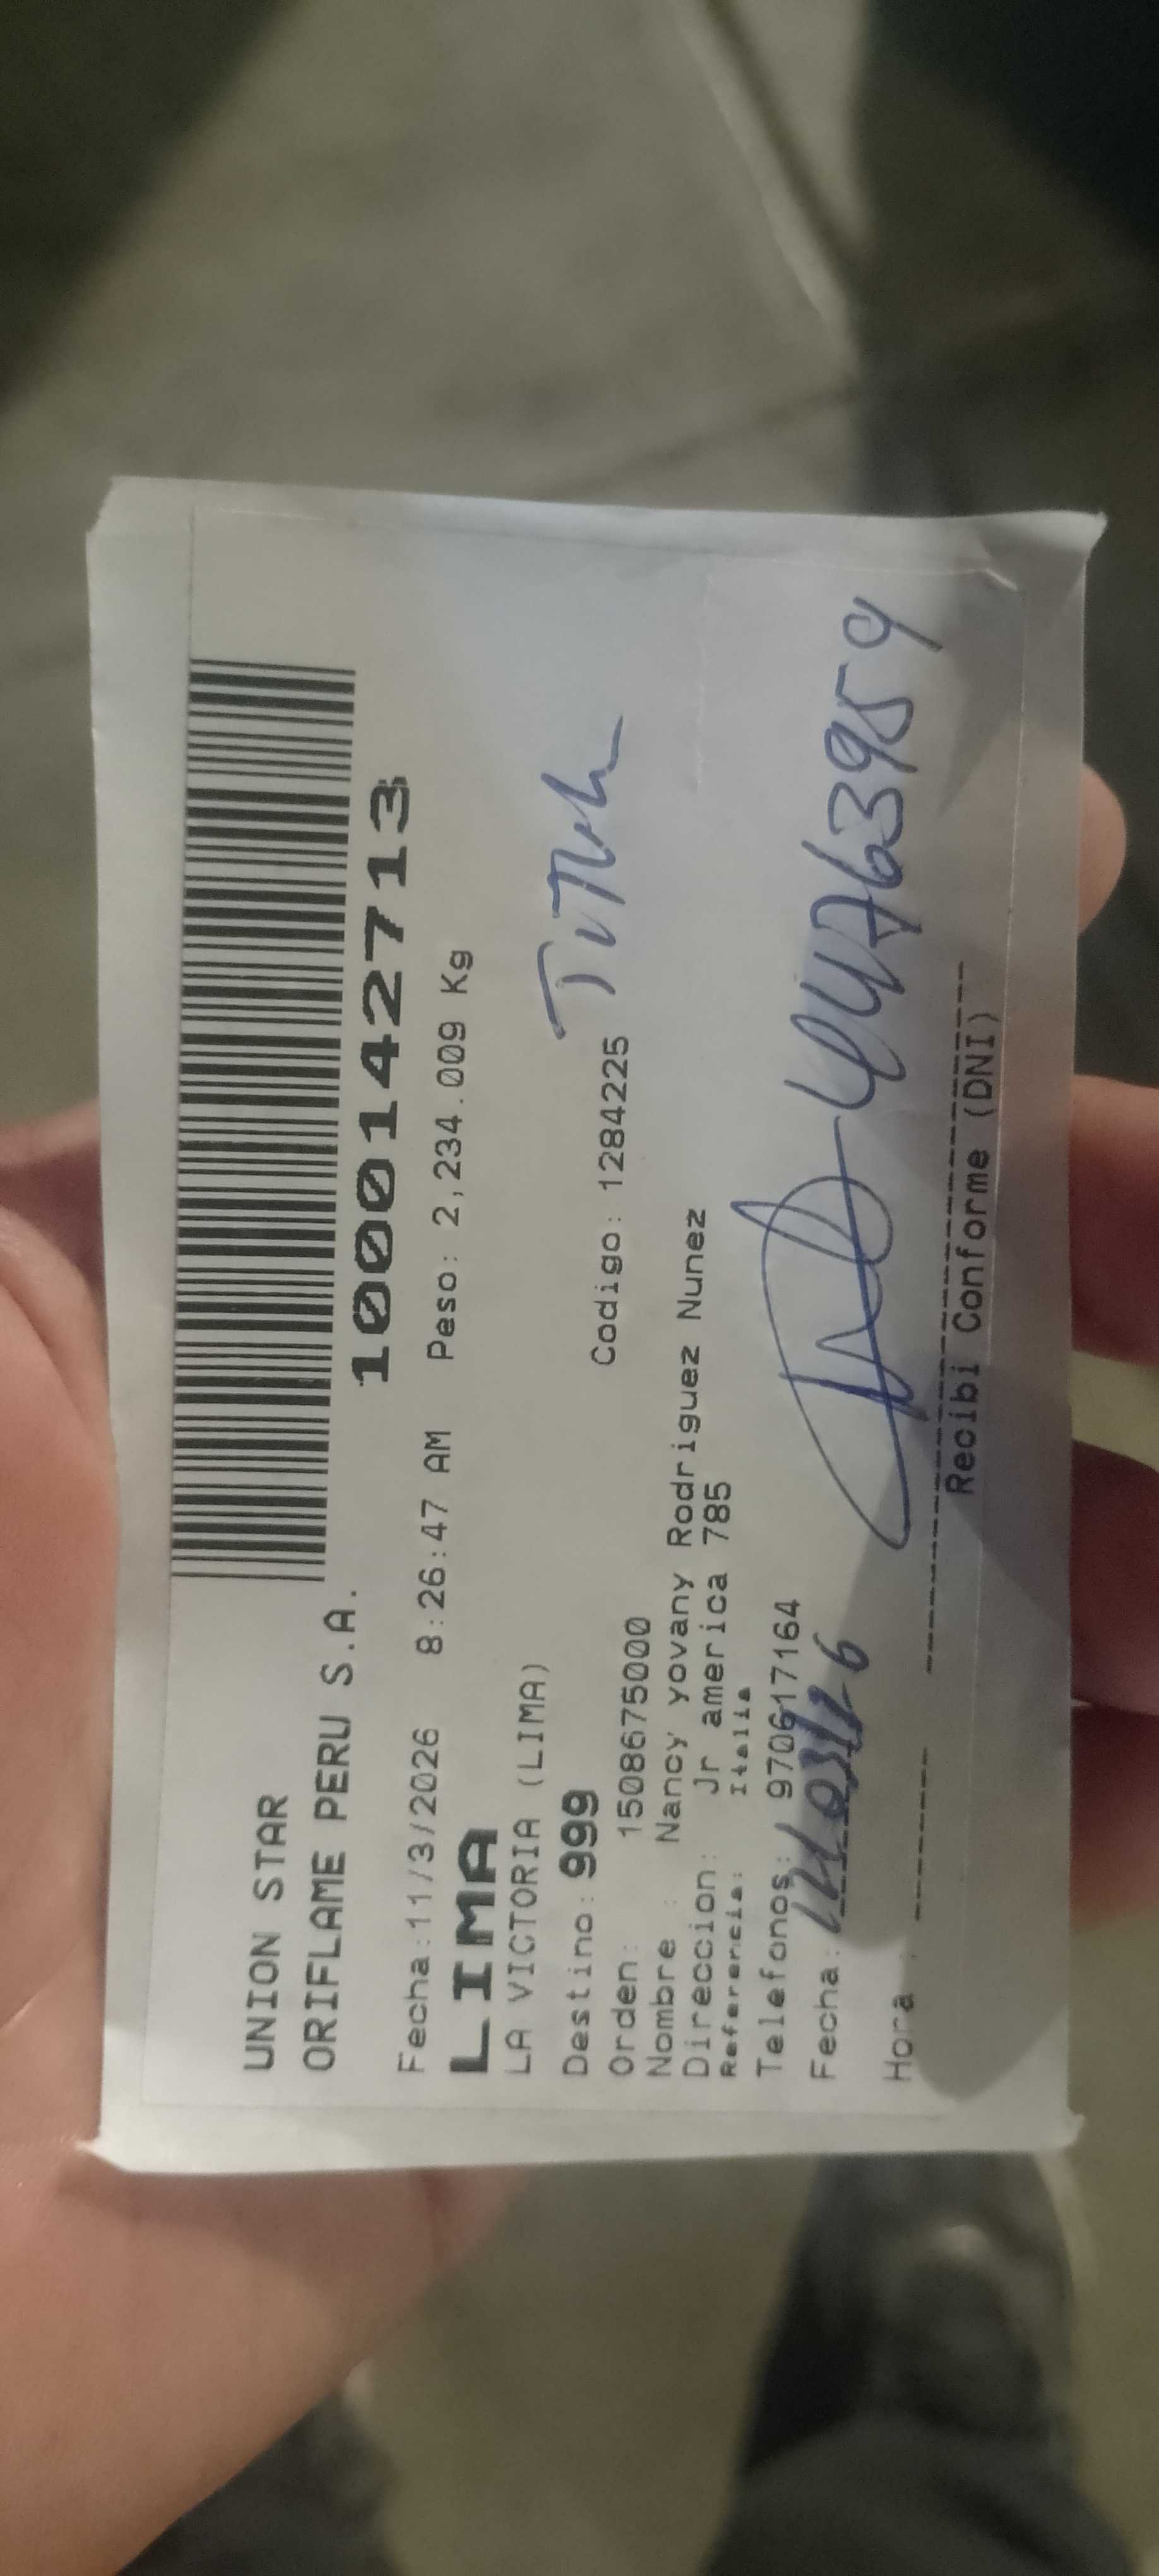 UNION STAR
ORIFLAME PERU S.A.
1000142713
Fecha:11/3/2026 8:26:47 AM Peso: 2,234.009 Kg
LIMA
LA VICTORIA (LIMA)
Destino: 999
Codigo: 1284225
Orden: 1508675000
Nombre : Nancy yovany Rodriguez Nunez
Direccion: Jr america 785
Referencia: Italia
Telefonos: 970617164
Fecha:
Hora
Recibi Conforme (DNI)